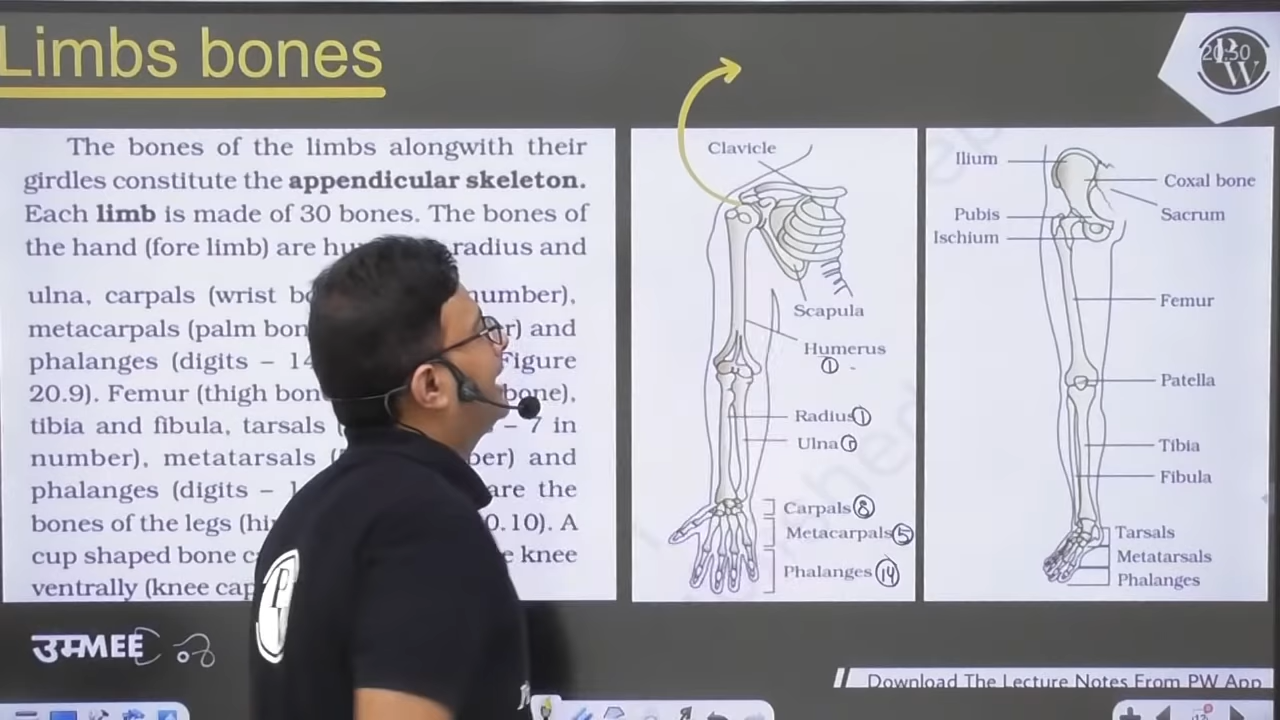 Limbs bones
PW
20:50
The bones of the limbs alongwith their
girdles constitute the appendicular skeleton.
Each limb is made of 30 bones. The bones of
the hand (fore limb) are hu radius and
ulna, carpals (wrist b number),
metacarpals (palm bon r) and
phalanges (digits – 14 Figure
20.9). Femur (thigh bon bone),
tibia and fibula, tarsals ( – 7 in
number), metatarsals ( ber) and
phalanges (digits – 1 are the
bones of the legs (hi 0.10). A
cup shaped bone c e knee
ventrally (knee cap
Clavicle
Scapula
Humerus
1
Radius 1
Ulna
Carpals 8
Metacarpals 5
Phalanges 14
Ilium
Coxal bone
Pubis
Sacrum
Ischium
Femur
Patella
Tibia
Fibula
Tarsals
Metatarsals
Phalanges
उम्MEE
Download The Lecture Notes From PW App